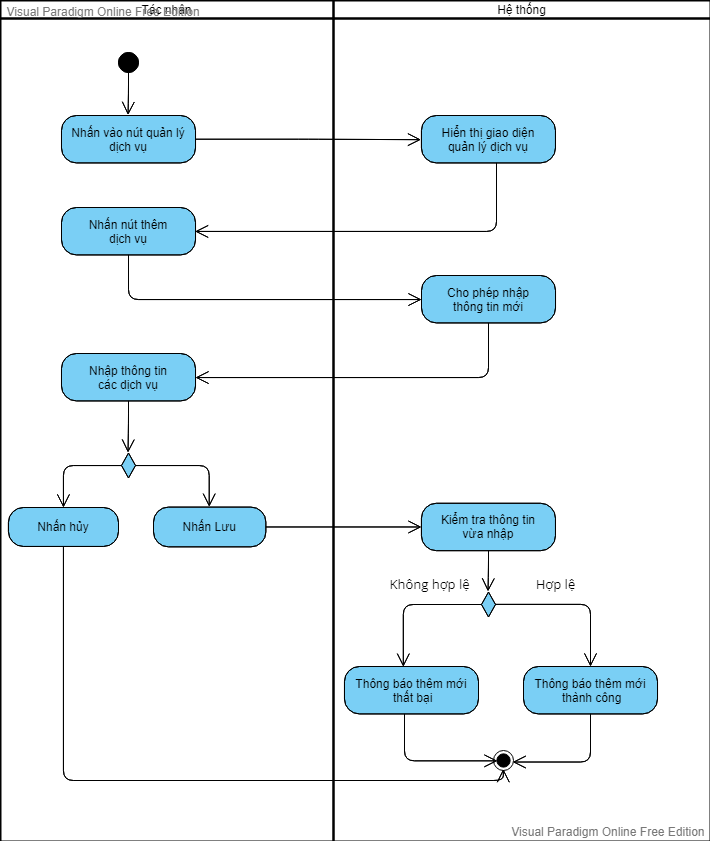 Visual Paradigm Online Free Edition
Tác nhân
Hệ thống
Nhấn vào nút quản lý
dịch vụ
Hiển thị giao diện
quản lý dịch vụ
Nhấn nút thêm
dịch vụ
Cho phép nhập
thông tin mới
Nhập thông tin
các dịch vụ
Nhấn hủy
Nhấn Lưu
Kiểm tra thông tin
vừa nhập
Không hợp lệ
Hợp lệ
Thông báo thêm mới
thất bại
Thông báo thêm mới
thành công
Visual Paradigm Online Free Edition